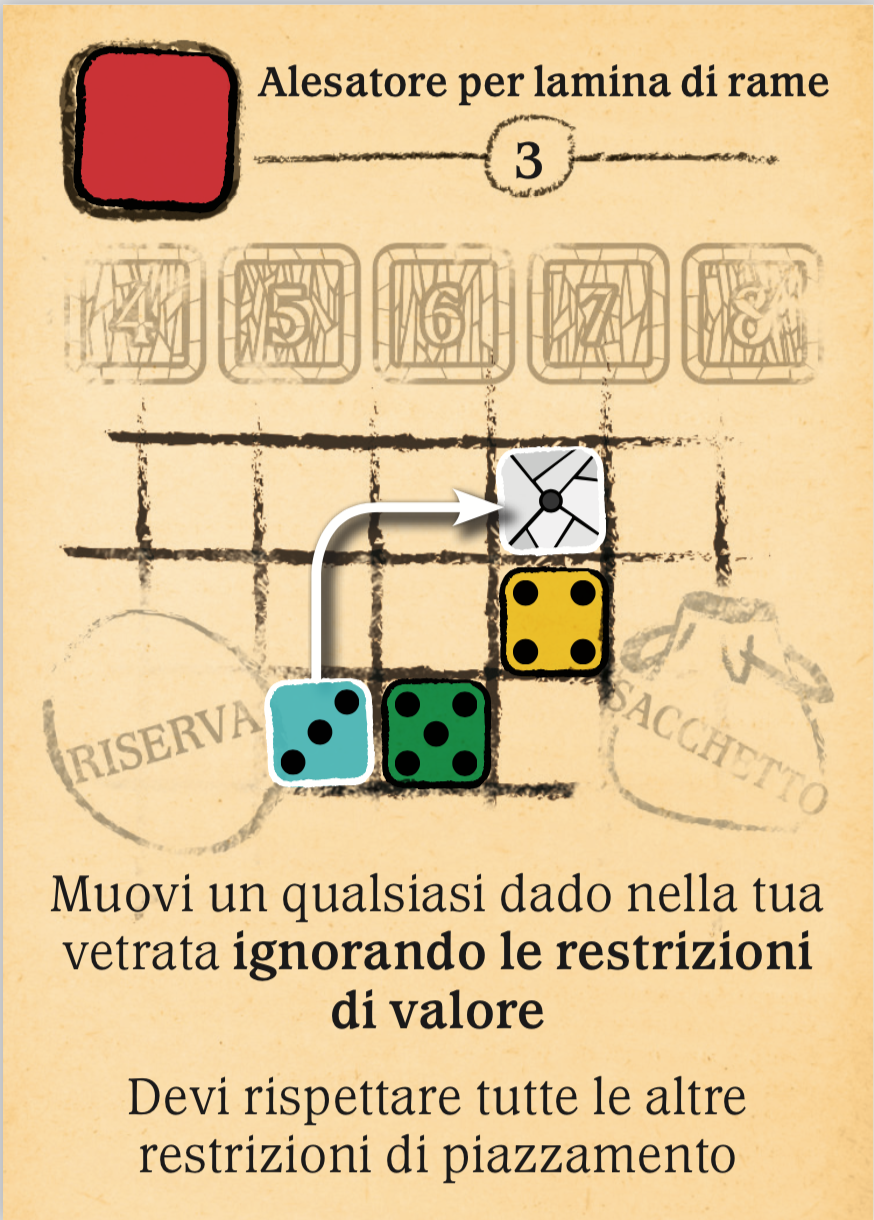 Alesatore per lamina di rame
3
4 5 6 7 8
RISERVA
SACCHETTO
Muovi un qualsiasi dado nella tua
vetrata ignorando le restrizioni
di valore
Devi rispettare tutte le altre
restrizioni di piazzamento